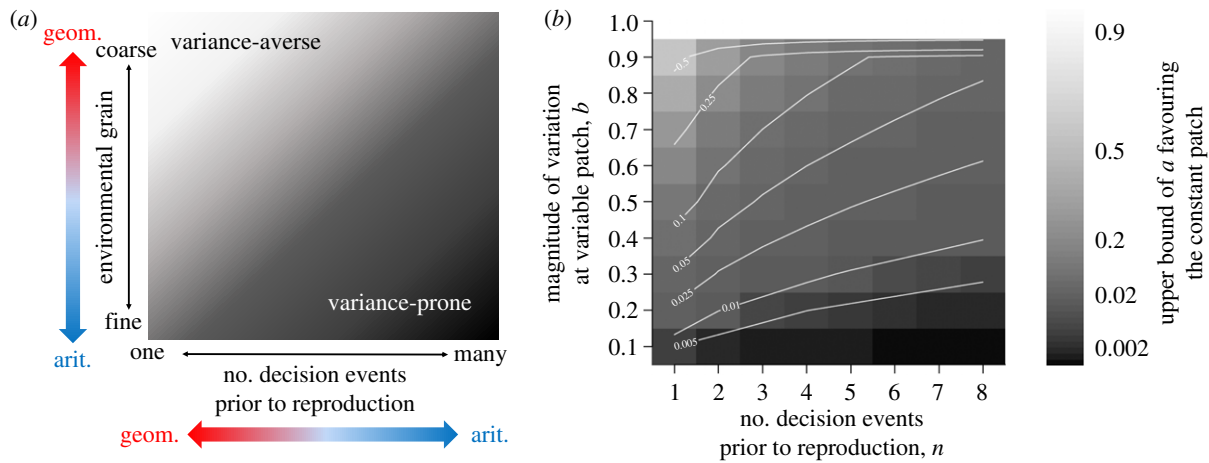 (a)
geom.
coarse
variance-averse
environmental grain
variance-prone
fine
arit.
one
many
no. decision events
prior to reproduction
geom.
arit.
(b)
magnitude of variation
at variable patch, b
1.0
0.9
0.8
0.7
0.6
0.5
0.4
0.3
0.2
0.1
-0.5
0.25
0.1
0.05
0.025
0.01
0.005
1 2 3 4 5 6 7 8
no. decision events
prior to reproduction, n
0.9
0.5
0.2
0.02
0.002
upper bound of a favouring
the constant patch